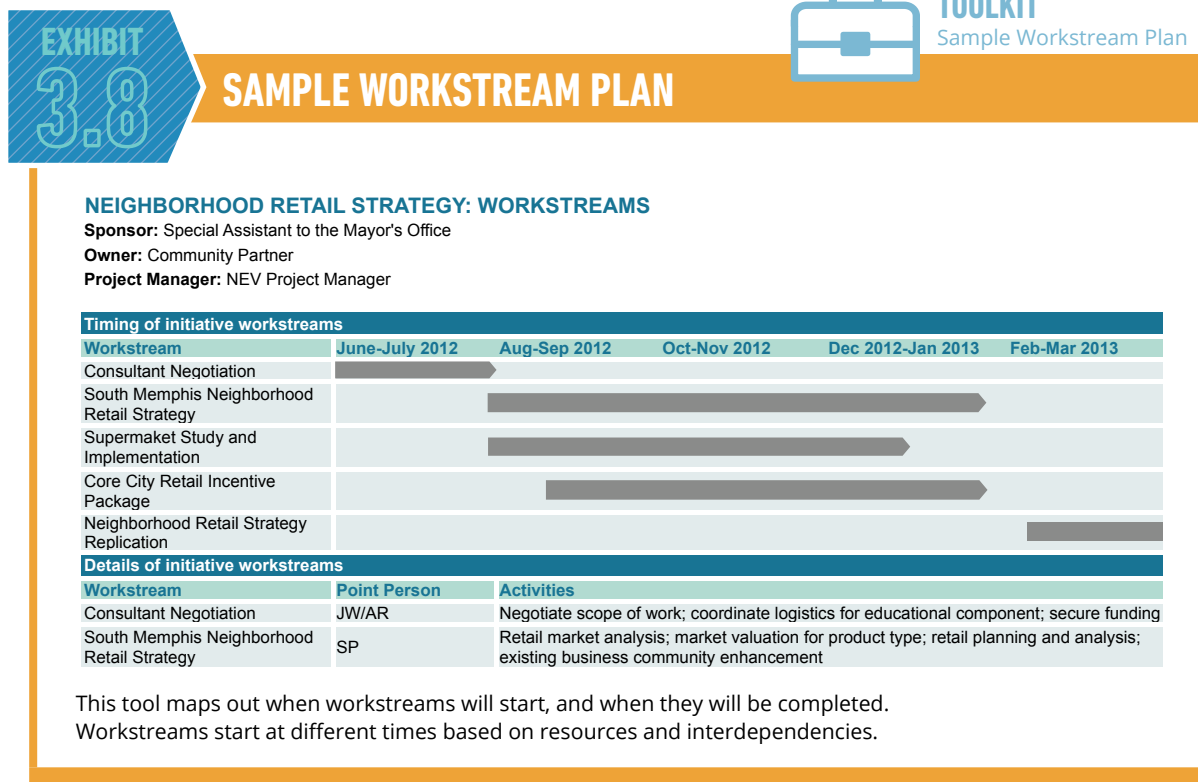 TOOLKIT
Sample Workstream Plan
EXHIBIT
3.8
SAMPLE WORKSTREAM PLAN
NEIGHBORHOOD RETAIL STRATEGY: WORKSTREAMS
Sponsor: Special Assistant to the Mayor's Office
Owner: Community Partner
Project Manager: NEV Project Manager
Timing of initiative workstreams
Workstream June-July 2012 Aug-Sep 2012 Oct-Nov 2012 Dec 2012-Jan 2013 Feb-Mar 2013
Consultant Negotiation
South Memphis Neighborhood
Retail Strategy
Supermaket Study and
Implementation
Core City Retail Incentive
Package
Neighborhood Retail Strategy
Replication
Details of initiative workstreams
Workstream Point Person Activities
Consultant Negotiation JW/AR Negotiate scope of work; coordinate logistics for educational component; secure funding
South Memphis Neighborhood
Retail Strategy
SP
Retail market analysis; market valuation for product type; retail planning and analysis;
existing business community enhancement
This tool maps out when workstreams will start, and when they will be completed.
Workstreams start at different times based on resources and interdependencies.